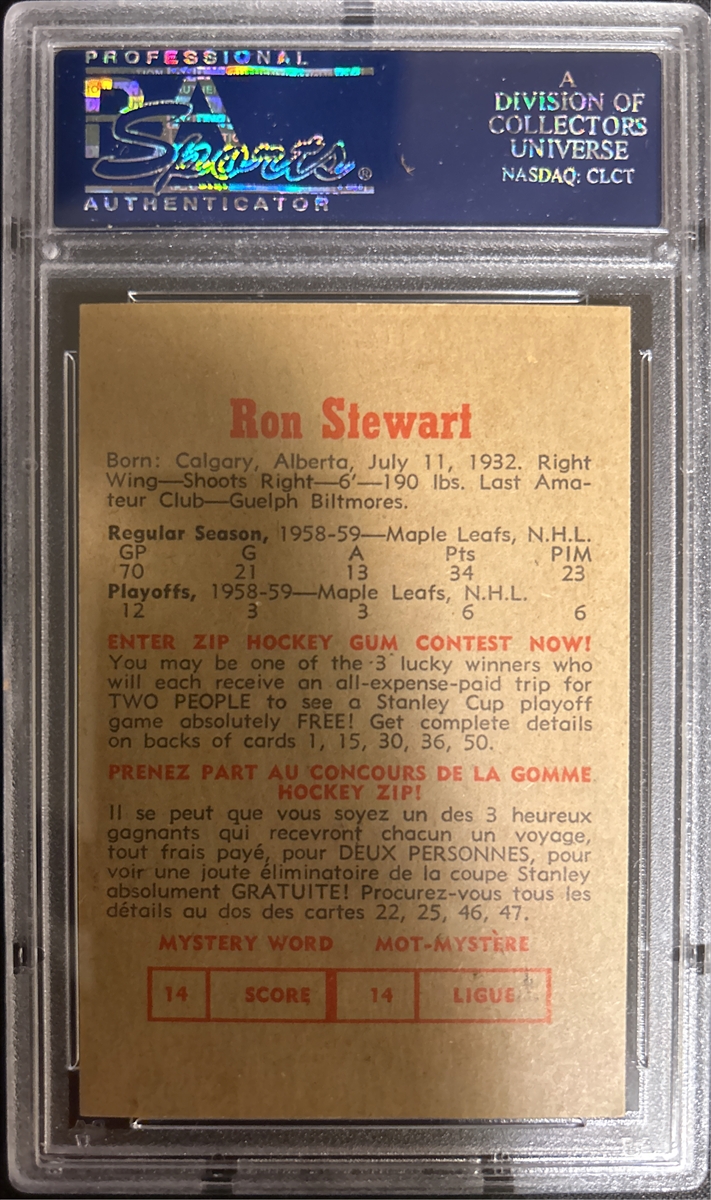 PROFESSIONAL
PSA
Sports®
AUTHENTICATOR
A
DIVISION OF
COLLECTORS
UNIVERSE
NASDAQ: CLCT
Ron Stewart
Born: Calgary, Alberta, July 11, 1932. Right
Wing—Shoots Right—6'—190 lbs. Last Ama-
teur Club—Guelph Biltmores.
Regular Season, 1958-59—Maple Leafs, N.H.L.
GP G A Pts PIM
70 21 13 34 23
Playoffs, 1958-59—Maple Leafs, N.H.L.
12 3 3 6 6
ENTER ZIP HOCKEY GUM CONTEST NOW!
You may be one of the 3 lucky winners who
will each receive an all-expense-paid trip for
TWO PEOPLE to see a Stanley Cup playoff
game absolutely FREE! Get complete details
on backs of cards 1, 15, 30, 36, 50.
PRENEZ PART AU CONCOURS DE LA GOMME
HOCKEY ZIP!
Il se peut que vous soyez un des 3 heureux
gagnants qui recevront chacun un voyage,
tout frais payé, pour DEUX PERSONNES, pour
voir une joute éliminatoire de la coupe Stanley
absolument GRATUITE! Procurez-vous tous les
détails au dos des cartes 22, 25, 46, 47.
MYSTERY WORD MOT-MYSTÈRE
14 SCORE 14 LIGUE